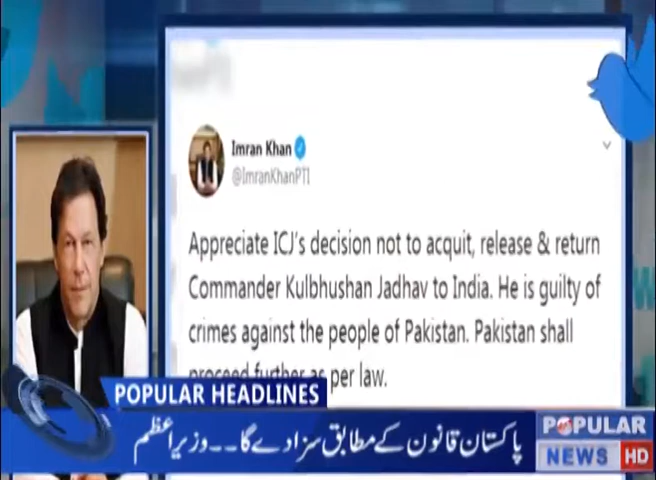 Imran Khan
@ImranKhanPTI
Appreciate ICJ's decision not to acquit, release & return
Commander Kulbhushan Jadhav to India. He is guilty of
crimes against the people of Pakistan. Pakistan shall
proceed further as per law.
POPULAR HEADLINES
پاکستان قانون کے مطابق سزا دے گا۔۔وزیراعظم
POPULAR
NEWS HD